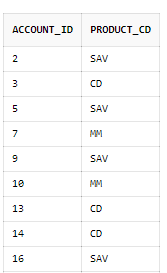 ACCOUNT_ID PRODUCT_CD
2 SAV
3 CD
5 SAV
7 MM
9 SAV
10 MM
13 CD
14 CD
16 SAV